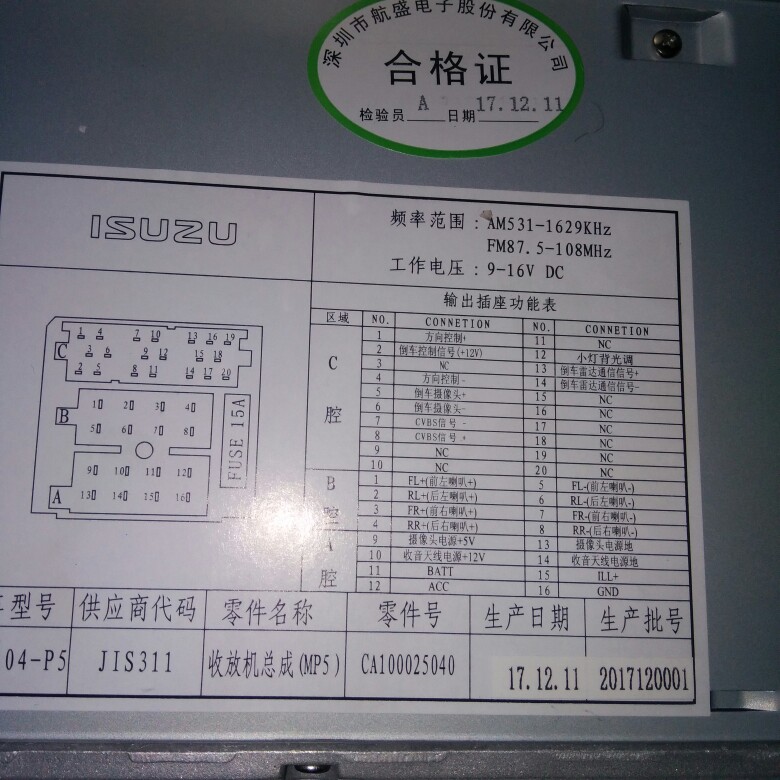 深圳市航盛电子股份有限公司
合格证
检验员 A 日期 17.12.11
ISUZU
频率范围：AM531-1629KHz
FM87.5-108MHz
工作电压：9-16V DC
输出插座功能表
区域 NO. CONNETION NO. CONNETION
C腔
1 方向控制+ 11 NC
2 倒车控制信号(+12V) 12 小灯背光调
3 NC 13 倒车雷达通信信号+
4 方向控制- 14 倒车雷达通信信号-
5 倒车摄像头+ 15 NC
6 倒车摄像头- 16 NC
7 CVBS信号 - 17 NC
8 CVBS信号 + 18 NC
9 NC 19 NC
10 NC 20 NC
B腔
1 FL+(前左喇叭+) 5 FL-(前左喇叭-)
2 RL+(后左喇叭+) 6 RL-(后左喇叭-)
3 FR+(前右喇叭+) 7 FR-(前右喇叭-)
4 RR+(后右喇叭+) 8 RR-(后右喇叭-)
A腔
9 摄像头电源+5V 13 摄像头电源地
10 收音天线电源+12V 14 收音天线电源地
11 BATT 15 ILL+
12 ACC 16 GND
C
1 4 7 10 13 16 19
3 6 9 12 15 18
2 5 8 11 14 17 20
B
1 2 3 4
5 6 7 8
A
9 10 11 12
13 14 15 16
FUSE 15A
型号 供应商代码 零件名称 零件号 生产日期 生产批号
04-P5 JIS311 收放机总成(MP5) CA100025040 17.12.11 2017120001